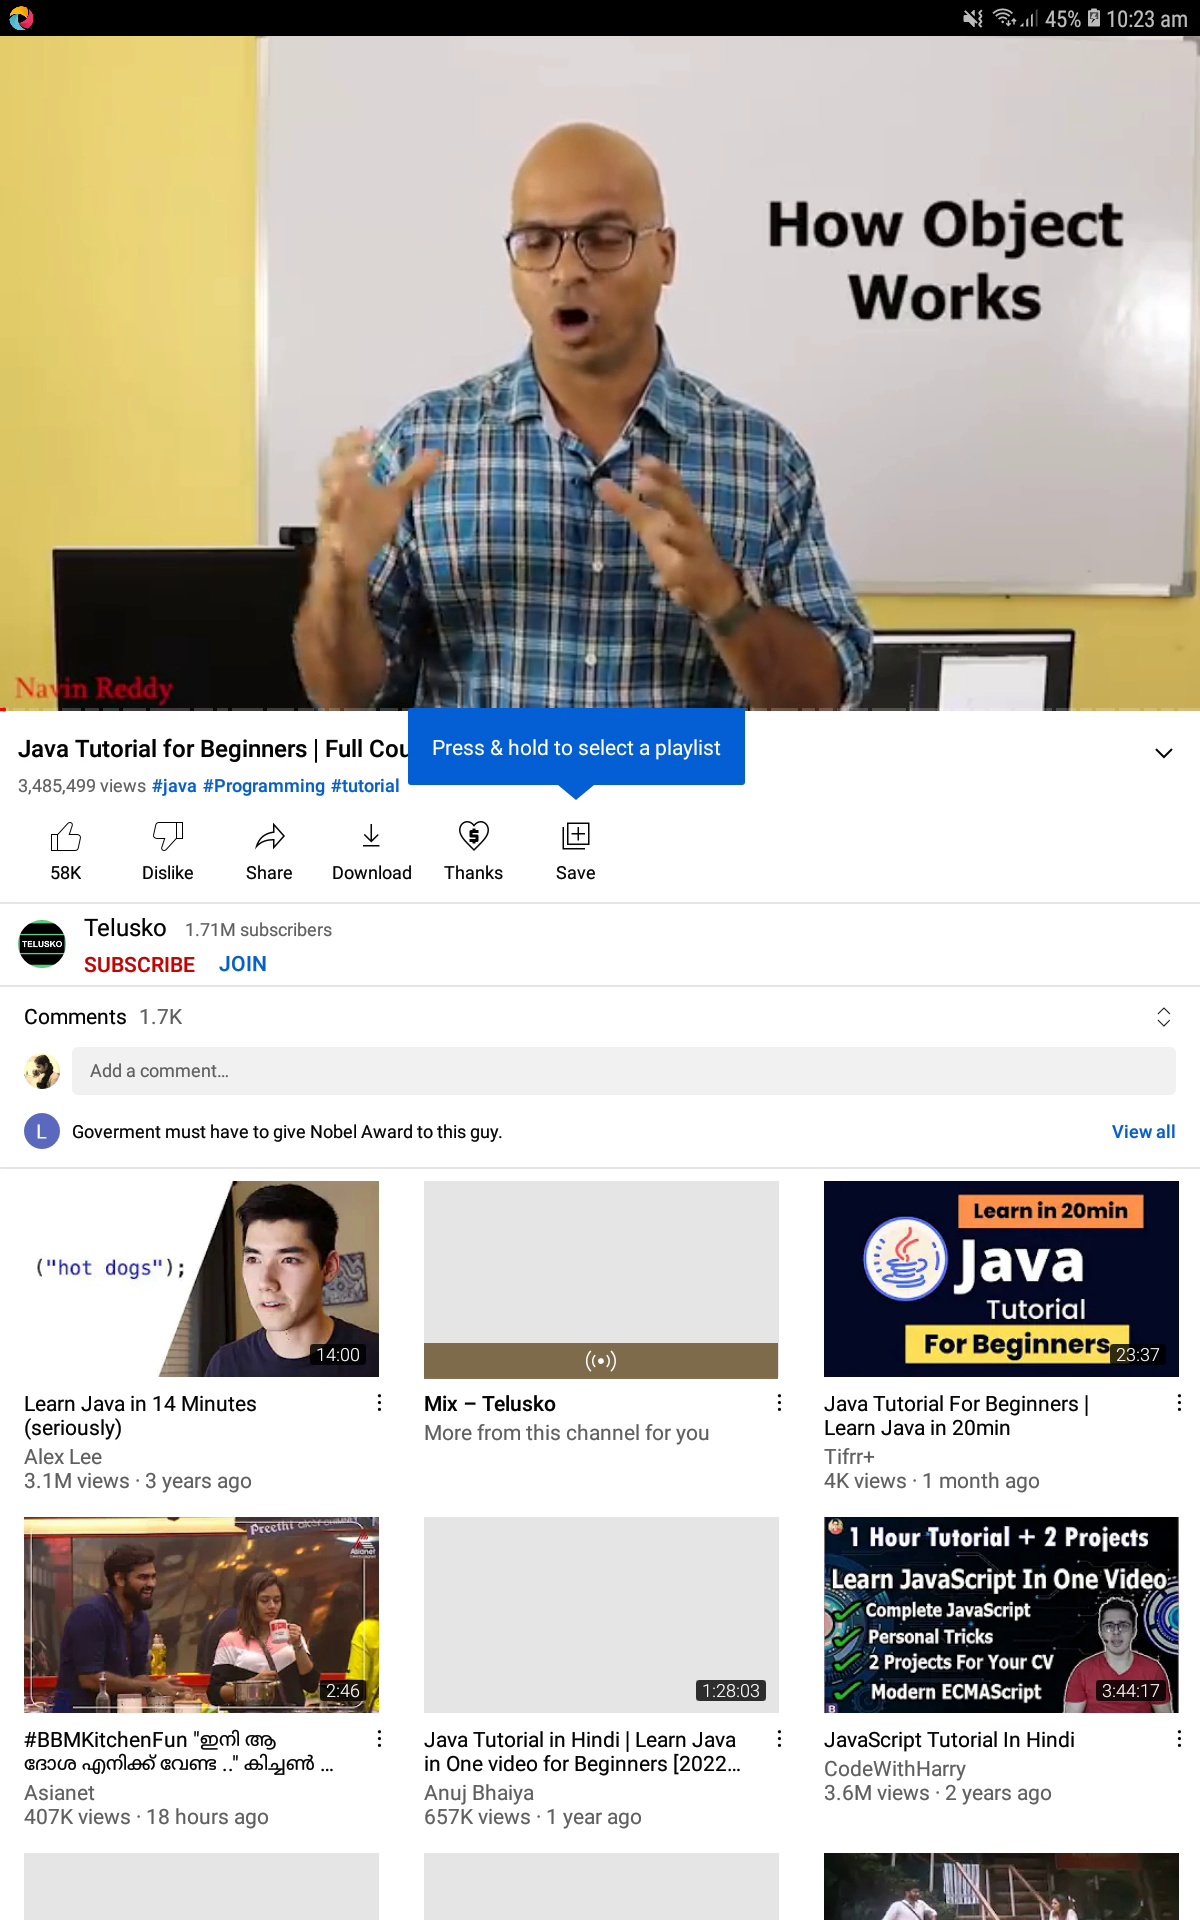 45% 10:23 am
How Object
Works
Navin Reddy
Java Tutorial for Beginners | Full Cou
Press & hold to select a playlist
3,485,499 views #java #Programming #tutorial
58K Dislike Share Download Thanks Save
TELUSKO
Telusko 1.71M subscribers
SUBSCRIBE JOIN
Comments 1.7K
Add a comment...
L Goverment must have to give Nobel Award to this guy. View all
("hot dogs");
14:00
Learn Java in 14 Minutes
(seriously)
Alex Lee
3.1M views · 3 years ago
Mix – Telusko
More from this channel for you
Learn in 20min
Java
Tutorial
For Beginners
23:37
Java Tutorial For Beginners |
Learn Java in 20min
Tifrr+
4K views · 1 month ago
Preethi
Asianet
2:46
#BBMKitchenFun "ഇനി ആ
ദോശ എനിക്ക് വേണ്ട .." കിച്ചൺ ...
Asianet
407K views · 18 hours ago
1:28:03
Java Tutorial in Hindi | Learn Java
in One video for Beginners [2022...
Anuj Bhaiya
657K views · 1 year ago
1 Hour Tutorial + 2 Projects
Learn JavaScript In One Video
Complete JavaScript
Personal Tricks
2 Projects For Your CV
Modern ECMAScript
3:44:17
JavaScript Tutorial In Hindi
CodeWithHarry
3.6M views · 2 years ago